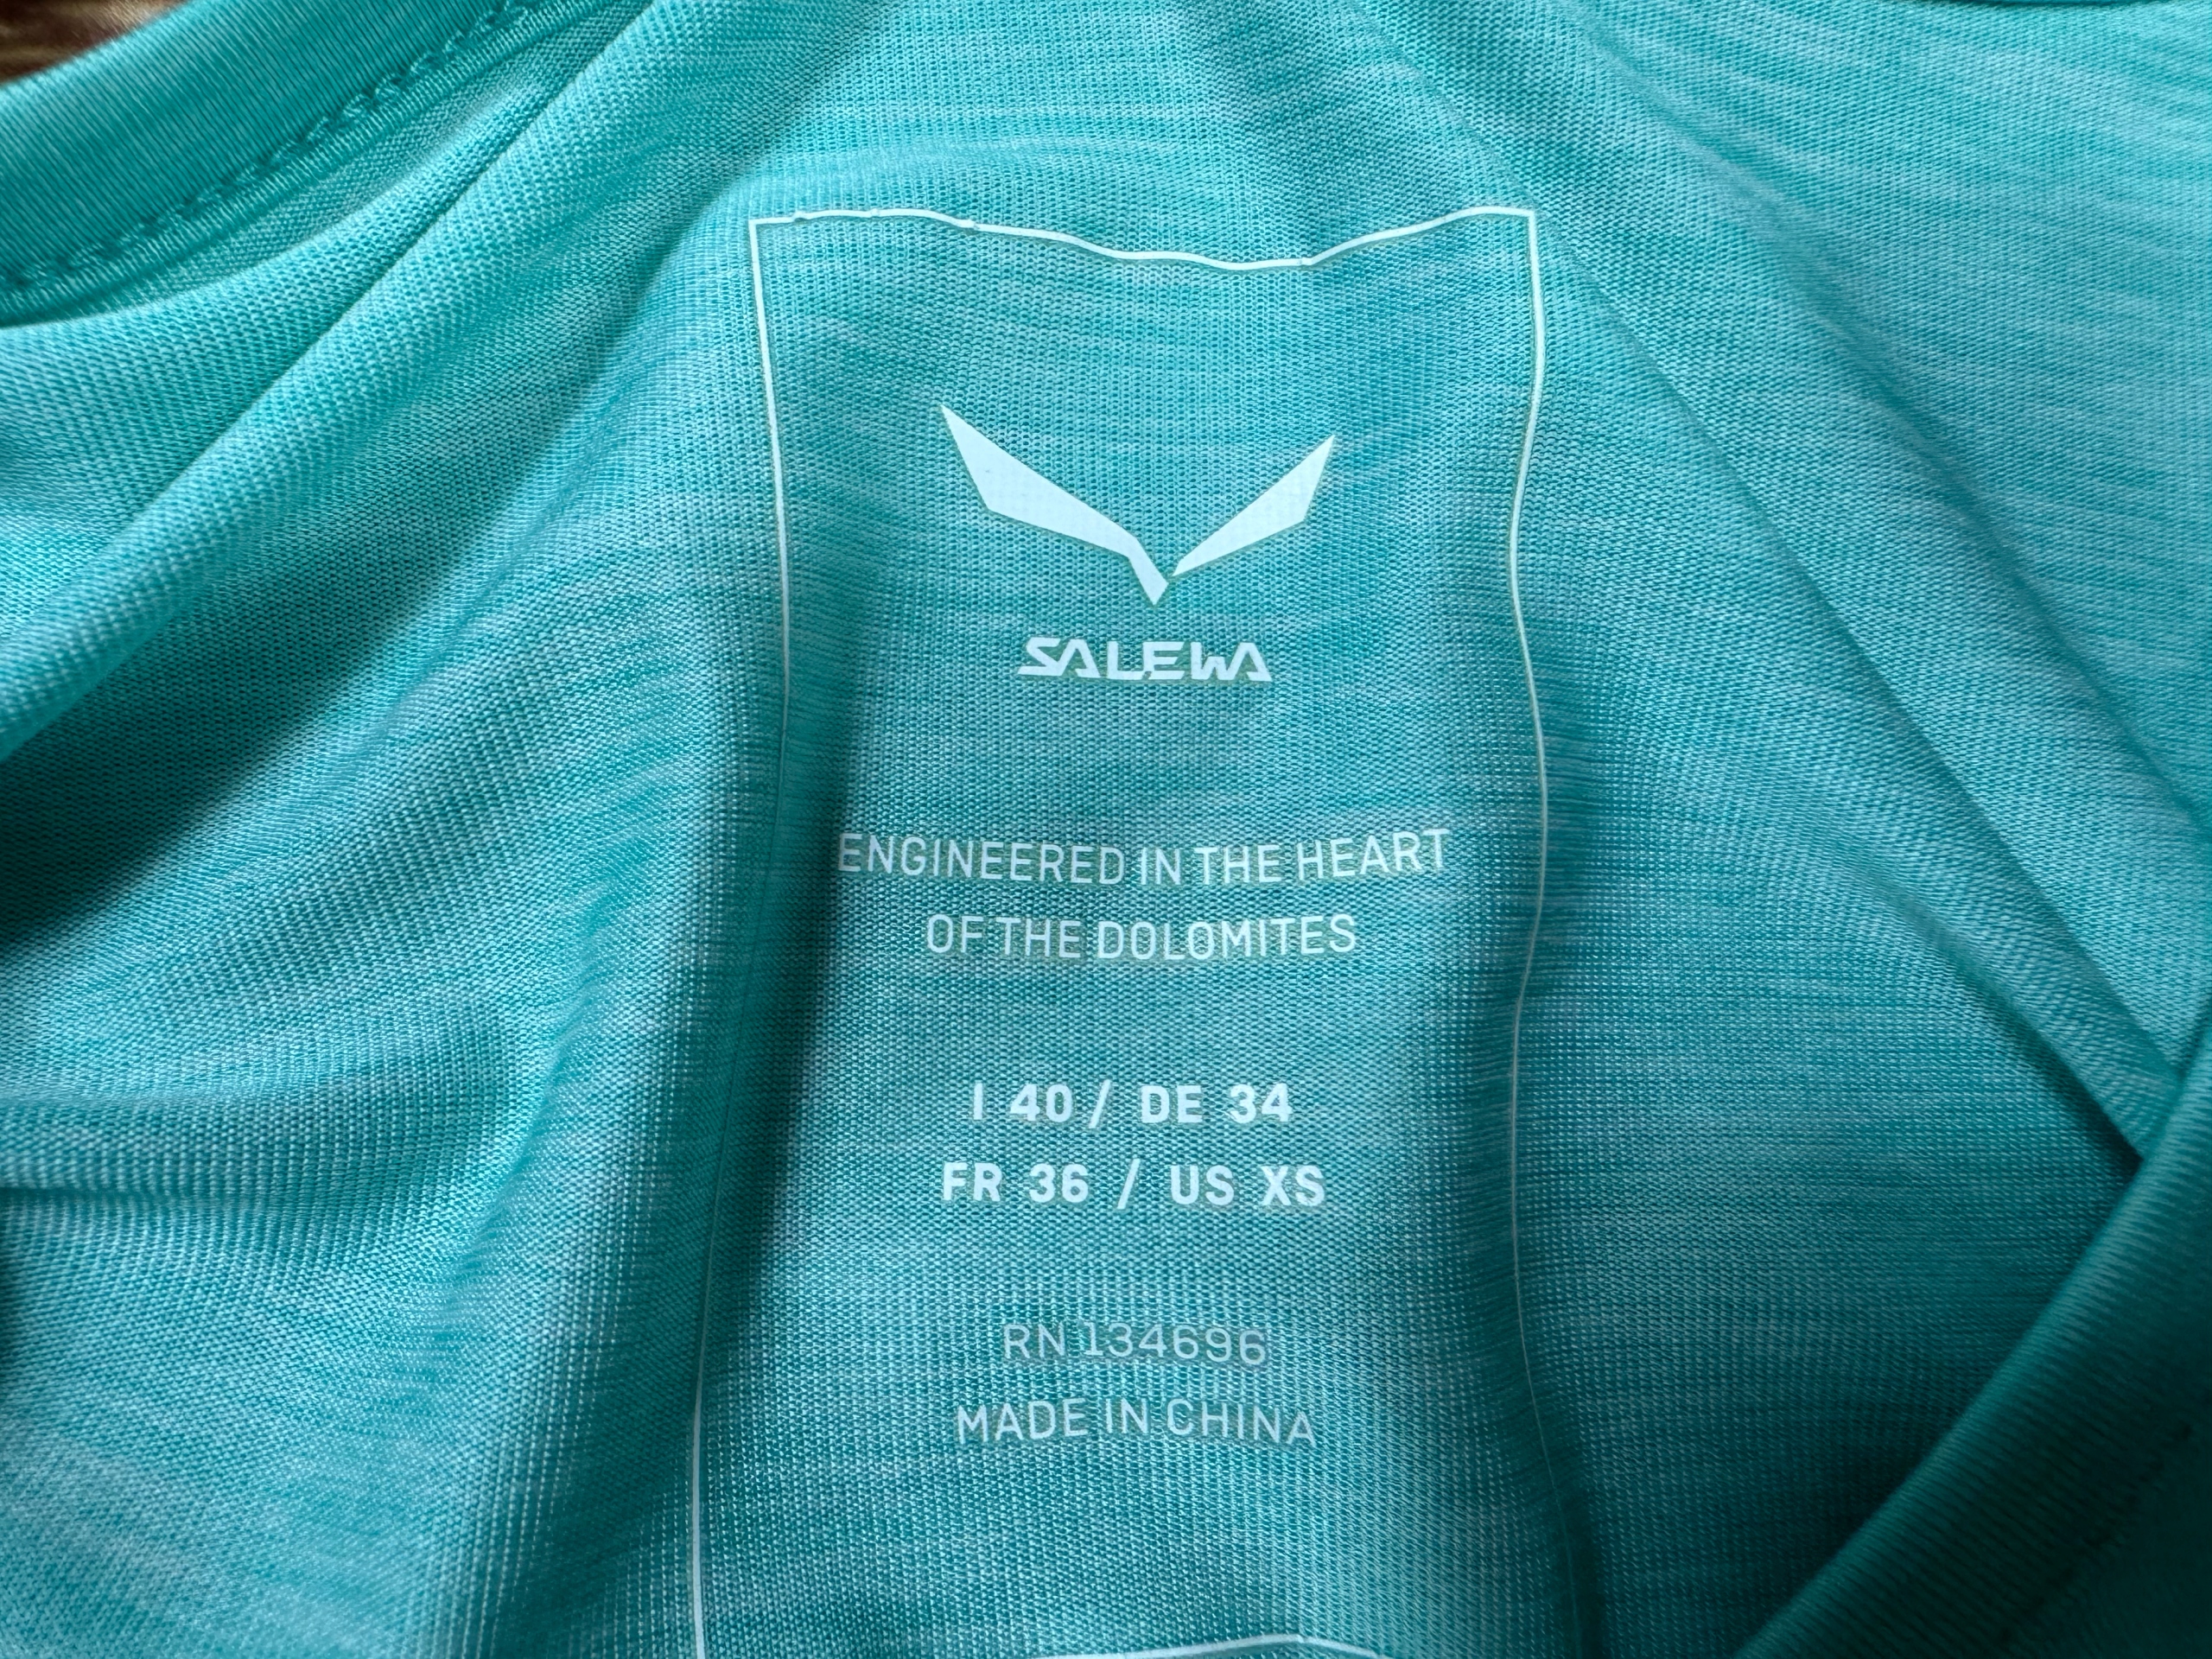 SALEWA
ENGINEERED IN THE HEART
OF THE DOLOMITES
I 40 / DE 34
FR 36 / US XS
RN 134696
MADE IN CHINA